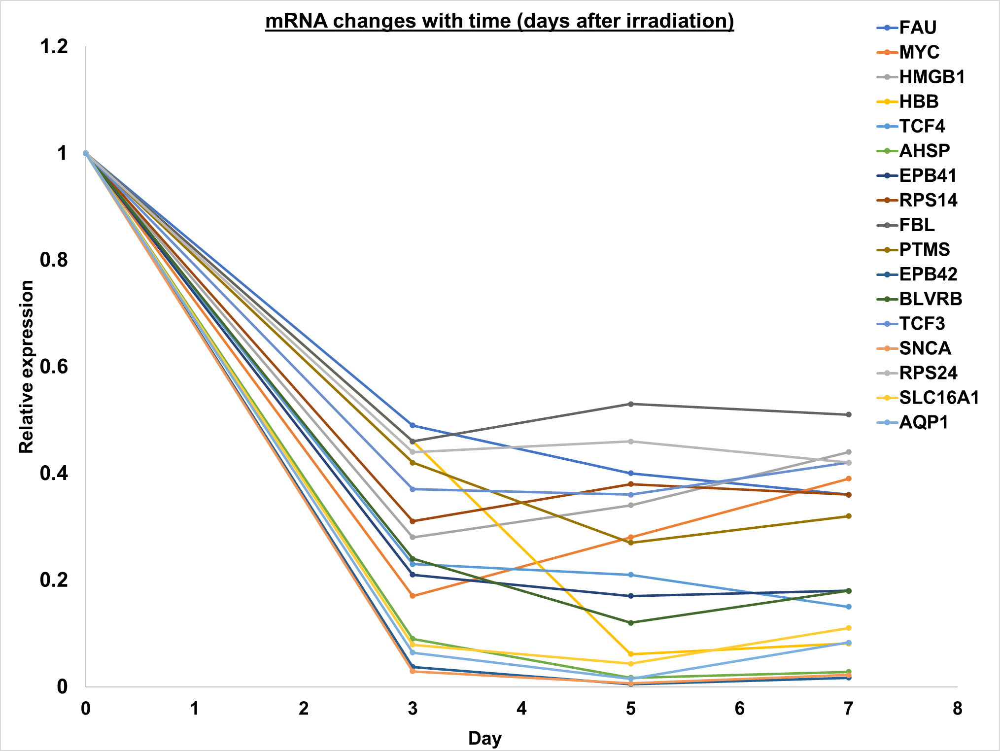 mRNA changes with time (days after irradiation)
FAU
MYC
HMGB1
HBB
TCF4
AHSP
EPB41
RPS14
FBL
PTMS
EPB42
BLVRB
TCF3
SNCA
RPS24
SLC16A1
AQP1
1.2
1
0.8
0.6
0.4
0.2
0
Relative expression
0 1 2 3 4 5 6 7 8
Day